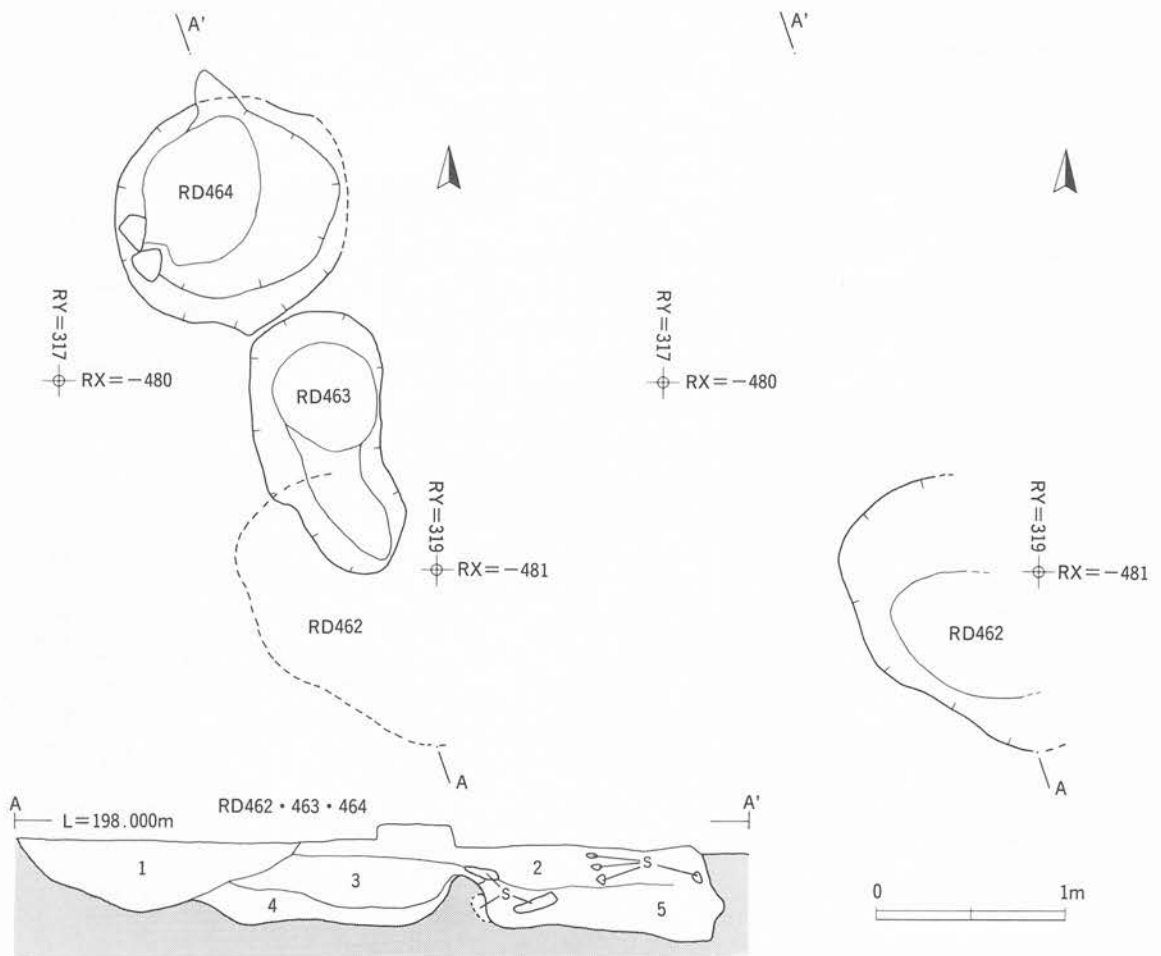 A'
A'
RD464
RY=317
RX=−480
RD463
RY=317
RX=−480
RY=319
RX=−481
RD462
RY=319
RX=−481
RD462
A
A
A
L=198.000m
RD462・463・464
A'
1
2
3
4
5
S
S
0
1m